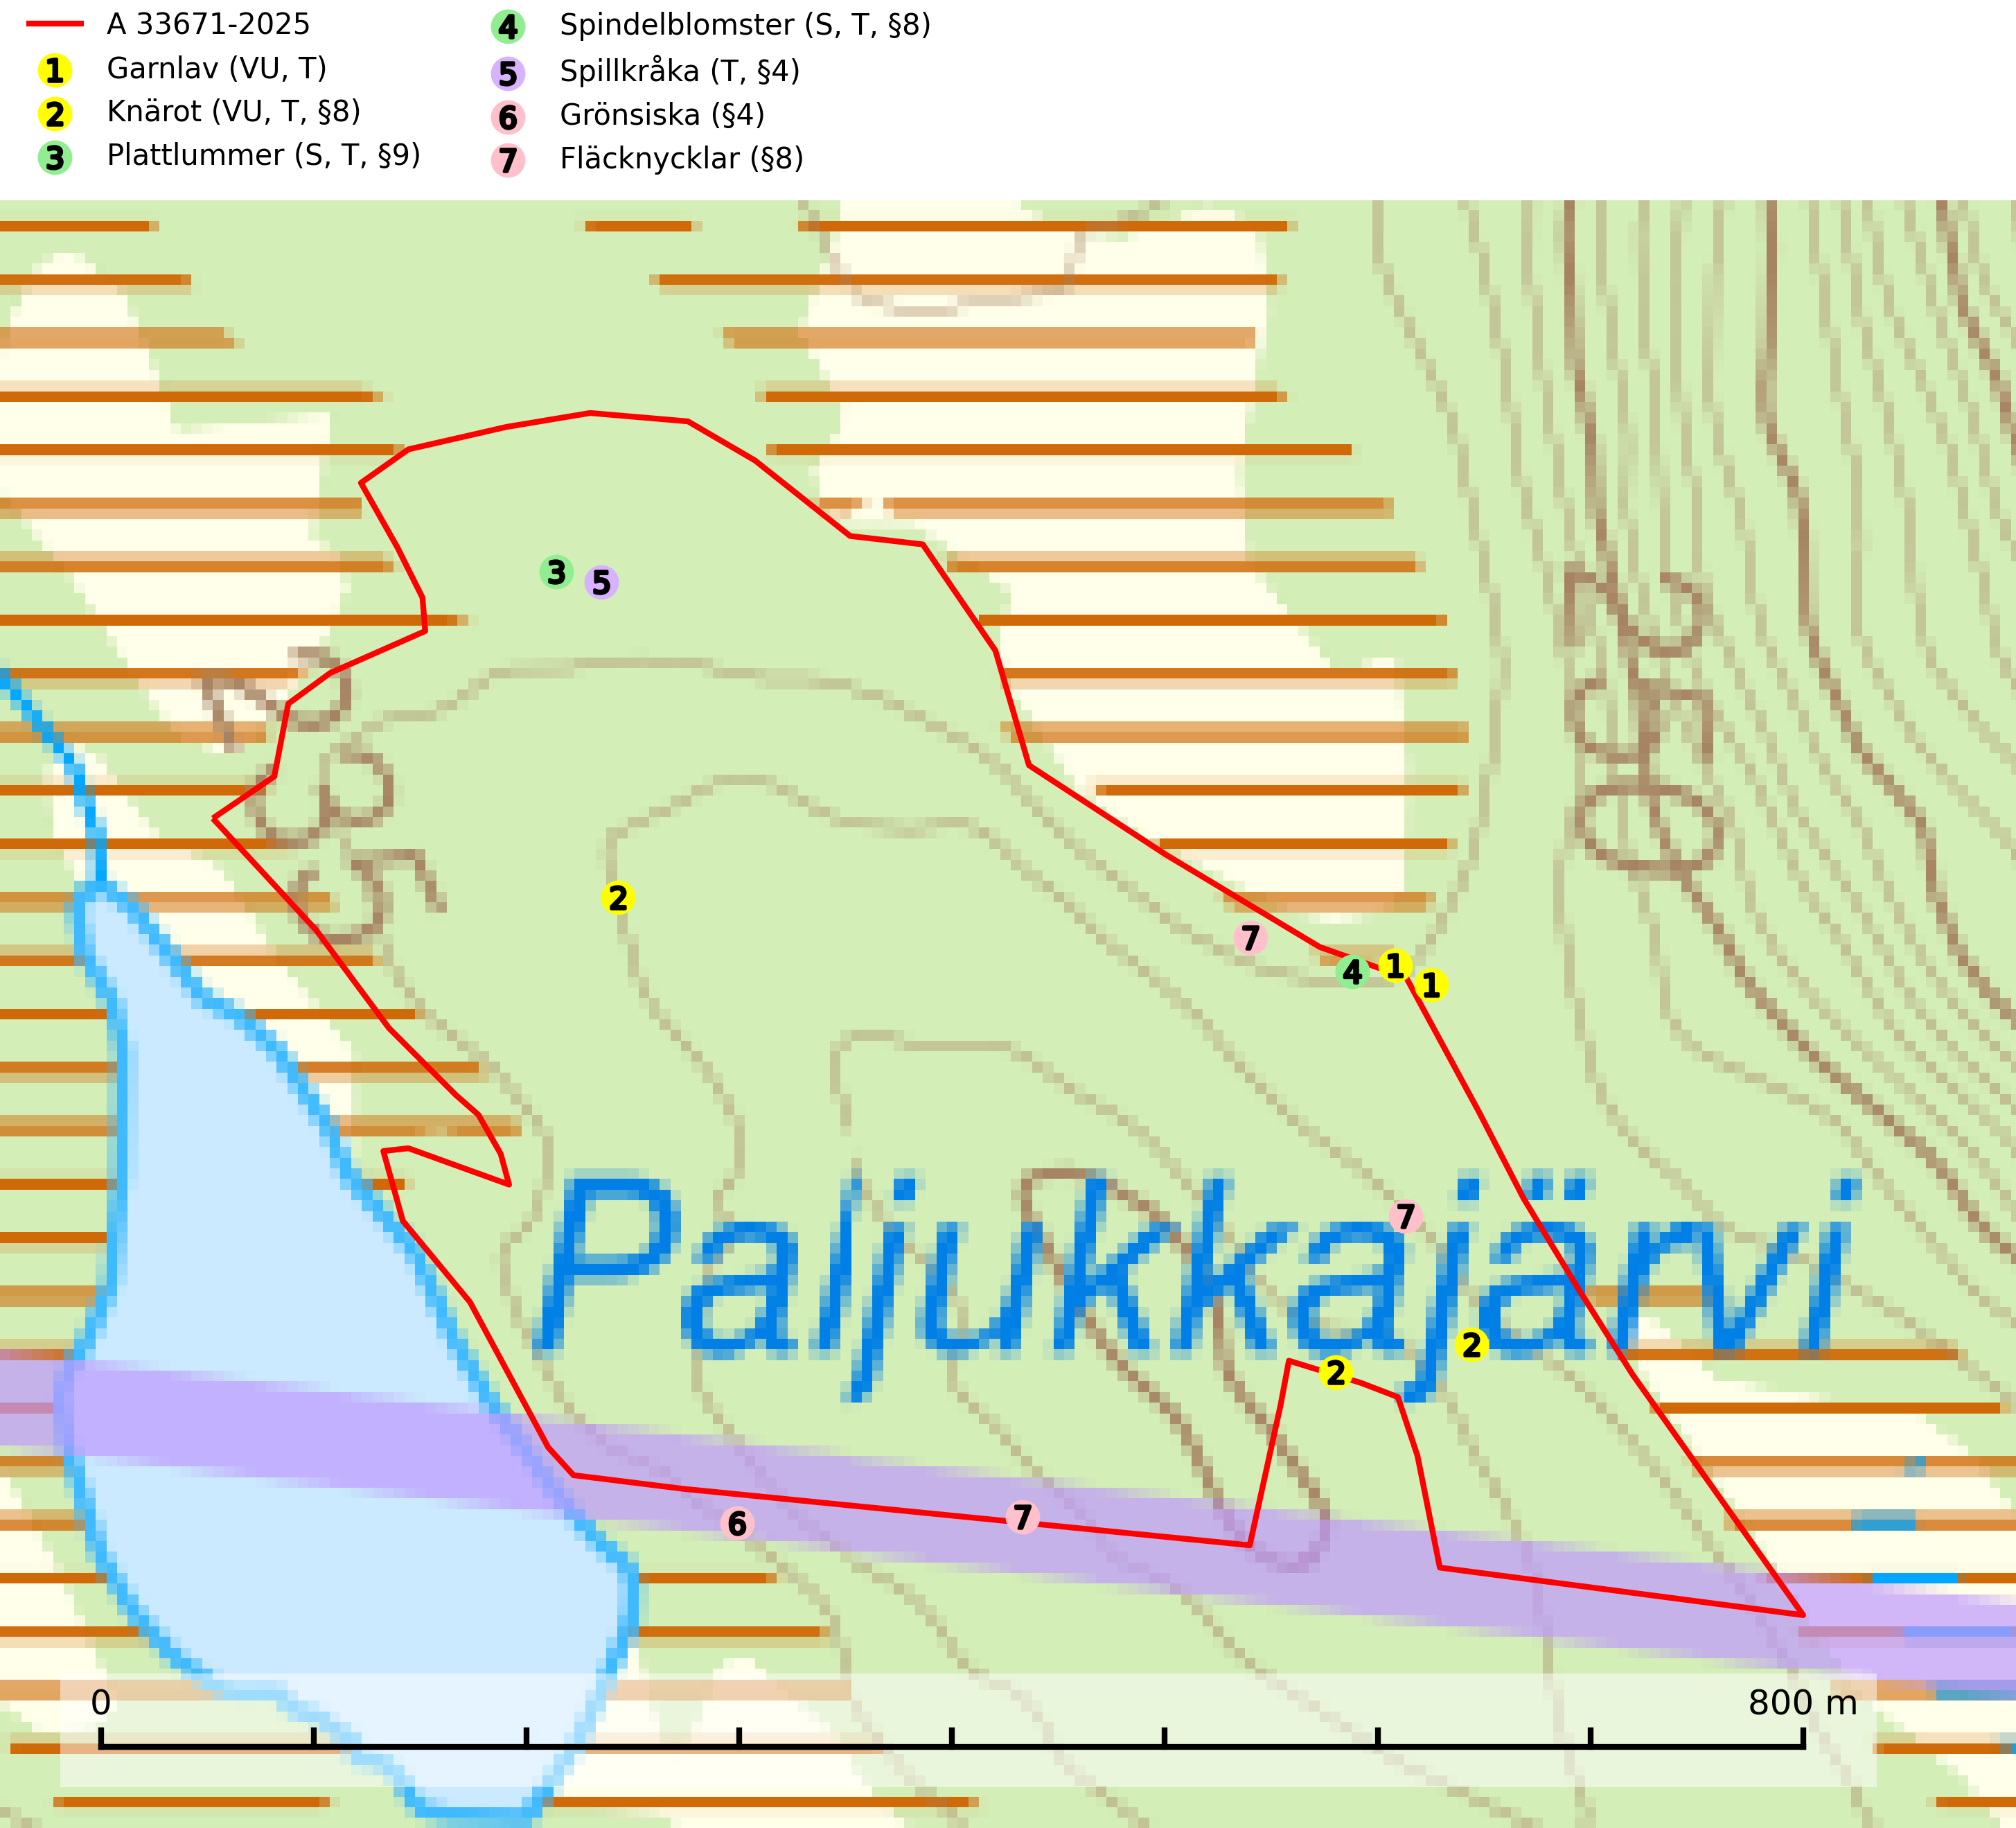 A 33671-2025
1 Garnlav (VU, T)
2 Knärot (VU, T, §8)
3 Plattlummer (S, T, §9)
4 Spindelblomster (S, T, §8)
5 Spillkråka (T, §4)
6 Grönsiska (§4)
7 Fläcknycklar (§8)
3
5
2
7
4
1
1
7
2
2
6
7
Paljukkajärvi
0
800 m